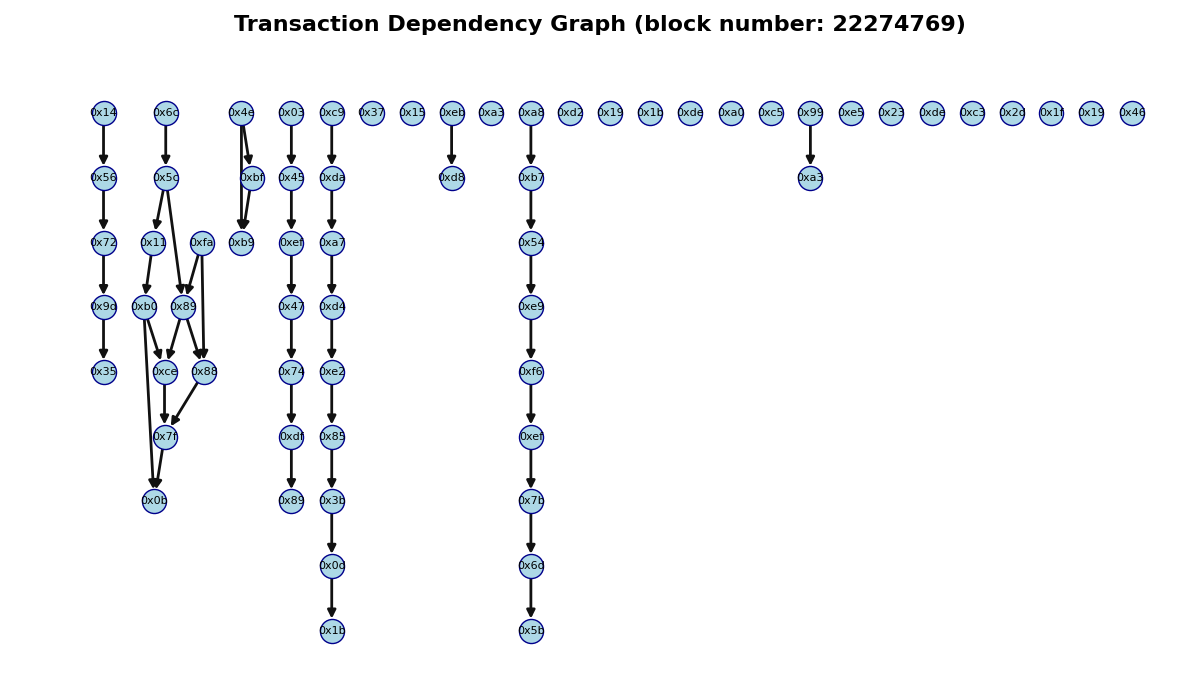 Transaction Dependency Graph (block number: 22274769)
0x14 0x6c 0x4e 0x03 0xc9 0x37 0x15 0xeb 0xa3 0xa8 0xd2 0x19 0x1b 0xde 0xa0 0xc5 0x99 0xe5 0x23 0xde 0xc3 0x2d 0x1f 0x19 0x46
0x56 0x5c 0xbf 0x45 0xda 0xd8 0xb7 0xa3
0x72 0x11 0xfa 0xb9 0xef 0xa7 0x54
0xb0 0x89 0x47 0xd4 0xe9
0x35 0xce 0x88 0x74 0xe2 0xf6
0x7f 0xdf 0x85 0xef
0x0b 0x89 0x3b 0x7b
0x1b 0x5b